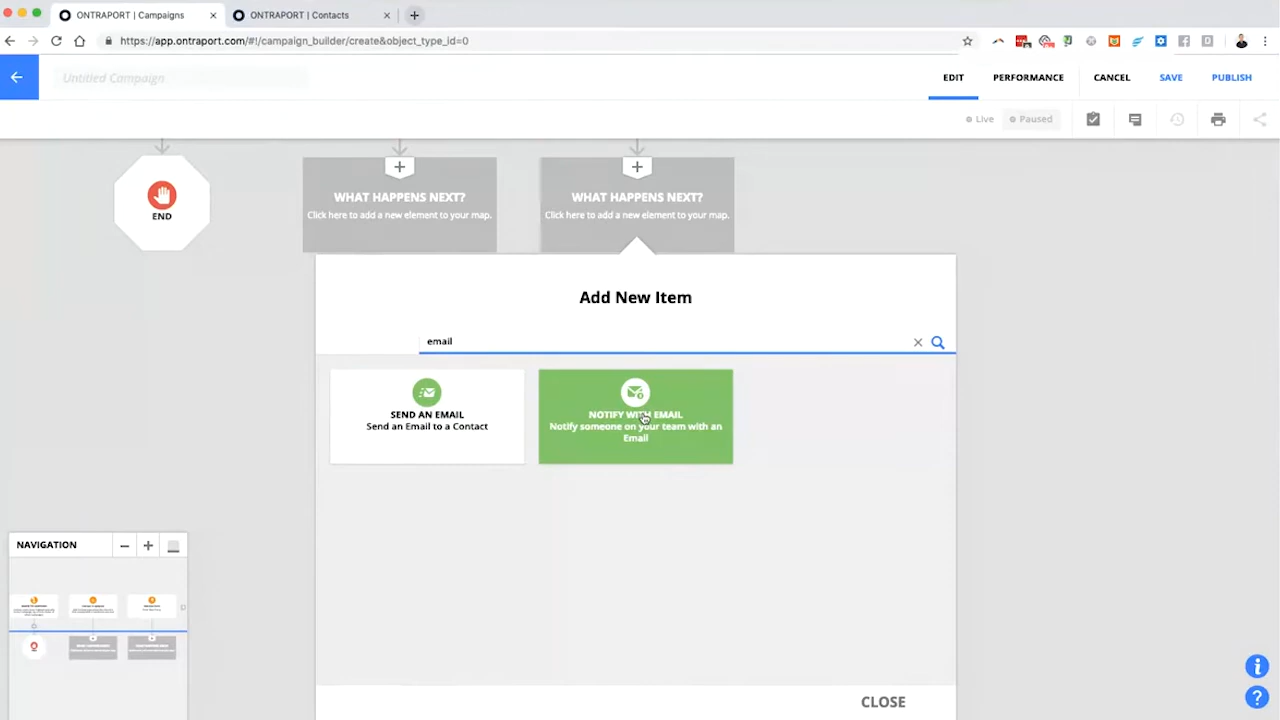 ONTRAPORT | Campaigns
ONTRAPORT | Contacts
https://app.ontraport.com/#!/campaign_builder/create&object_type_id=0
Untitled Campaign
EDIT
PERFORMANCE
CANCEL
SAVE
PUBLISH
Live
Paused
END
WHAT HAPPENS NEXT?
Click here to add a new element to your map.
WHAT HAPPENS NEXT?
Click here to add a new element to your map.
Add New Item
email
SEND AN EMAIL
Send an Email to a Contact
NOTIFY WITH EMAIL
Notify someone on your team with an
Email
NAVIGATION
CLOSE